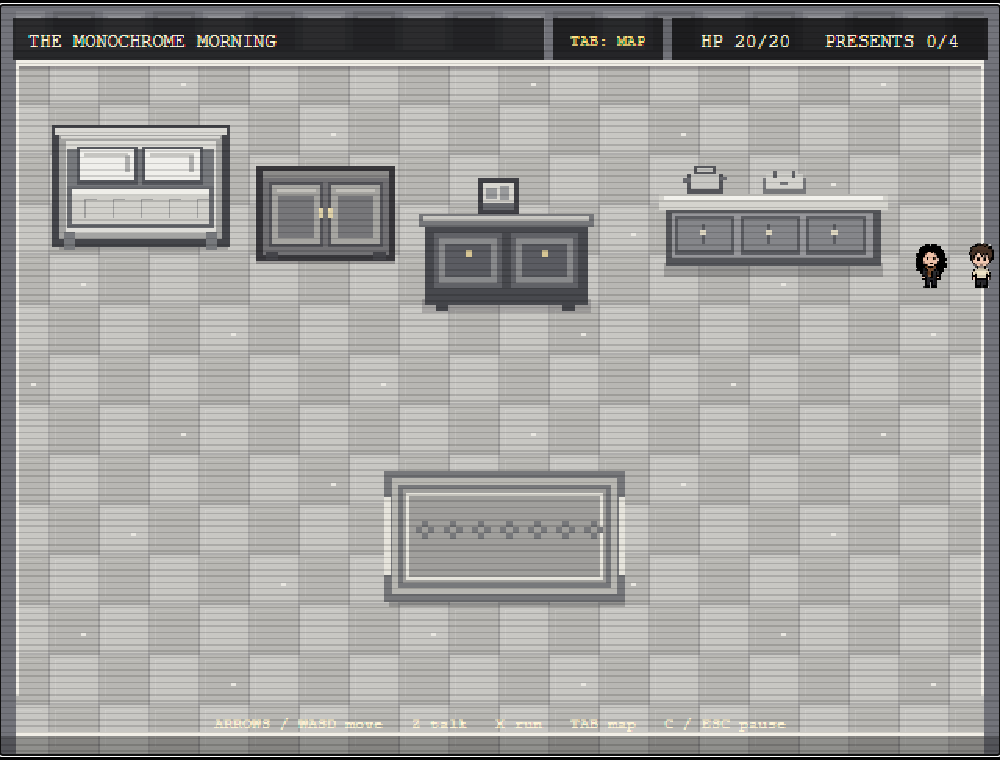 THE MONOCHROME MORNING
TAB: MAP
HP 20/20 PRESENTS 0/4
ARROWS / WASD move Z talk X run TAB map C / ESC pause